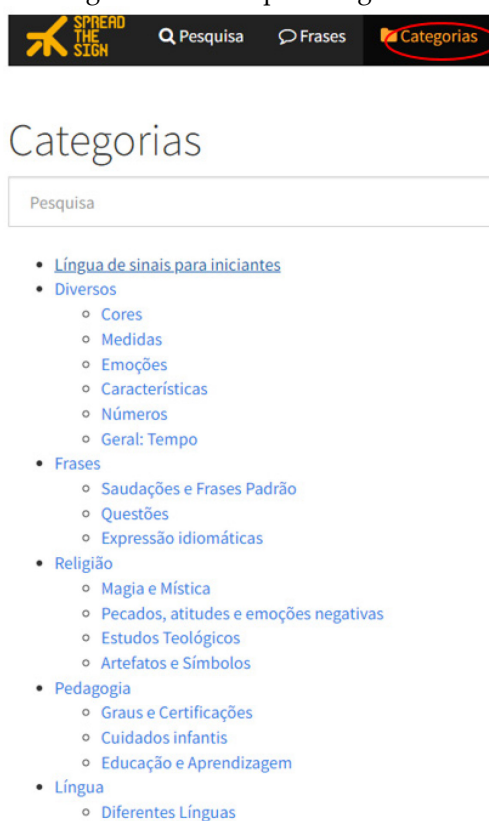 SPREAD
THE
SIGN
Pesquisa
Frases
Categorias
Categorias
Pesquisa
Língua de sinais para iniciantes
Diversos
Cores
Medidas
Emoções
Características
Números
Geral: Tempo
Frases
Saudações e Frases Padrão
Questões
Expressão idiomáticas
Religião
Magia e Mística
Pecados, atitudes e emoções negativas
Estudos Teológicos
Artefatos e Símbolos
Pedagogia
Graus e Certificações
Cuidados infantis
Educação e Aprendizagem
Língua
Diferentes Línguas